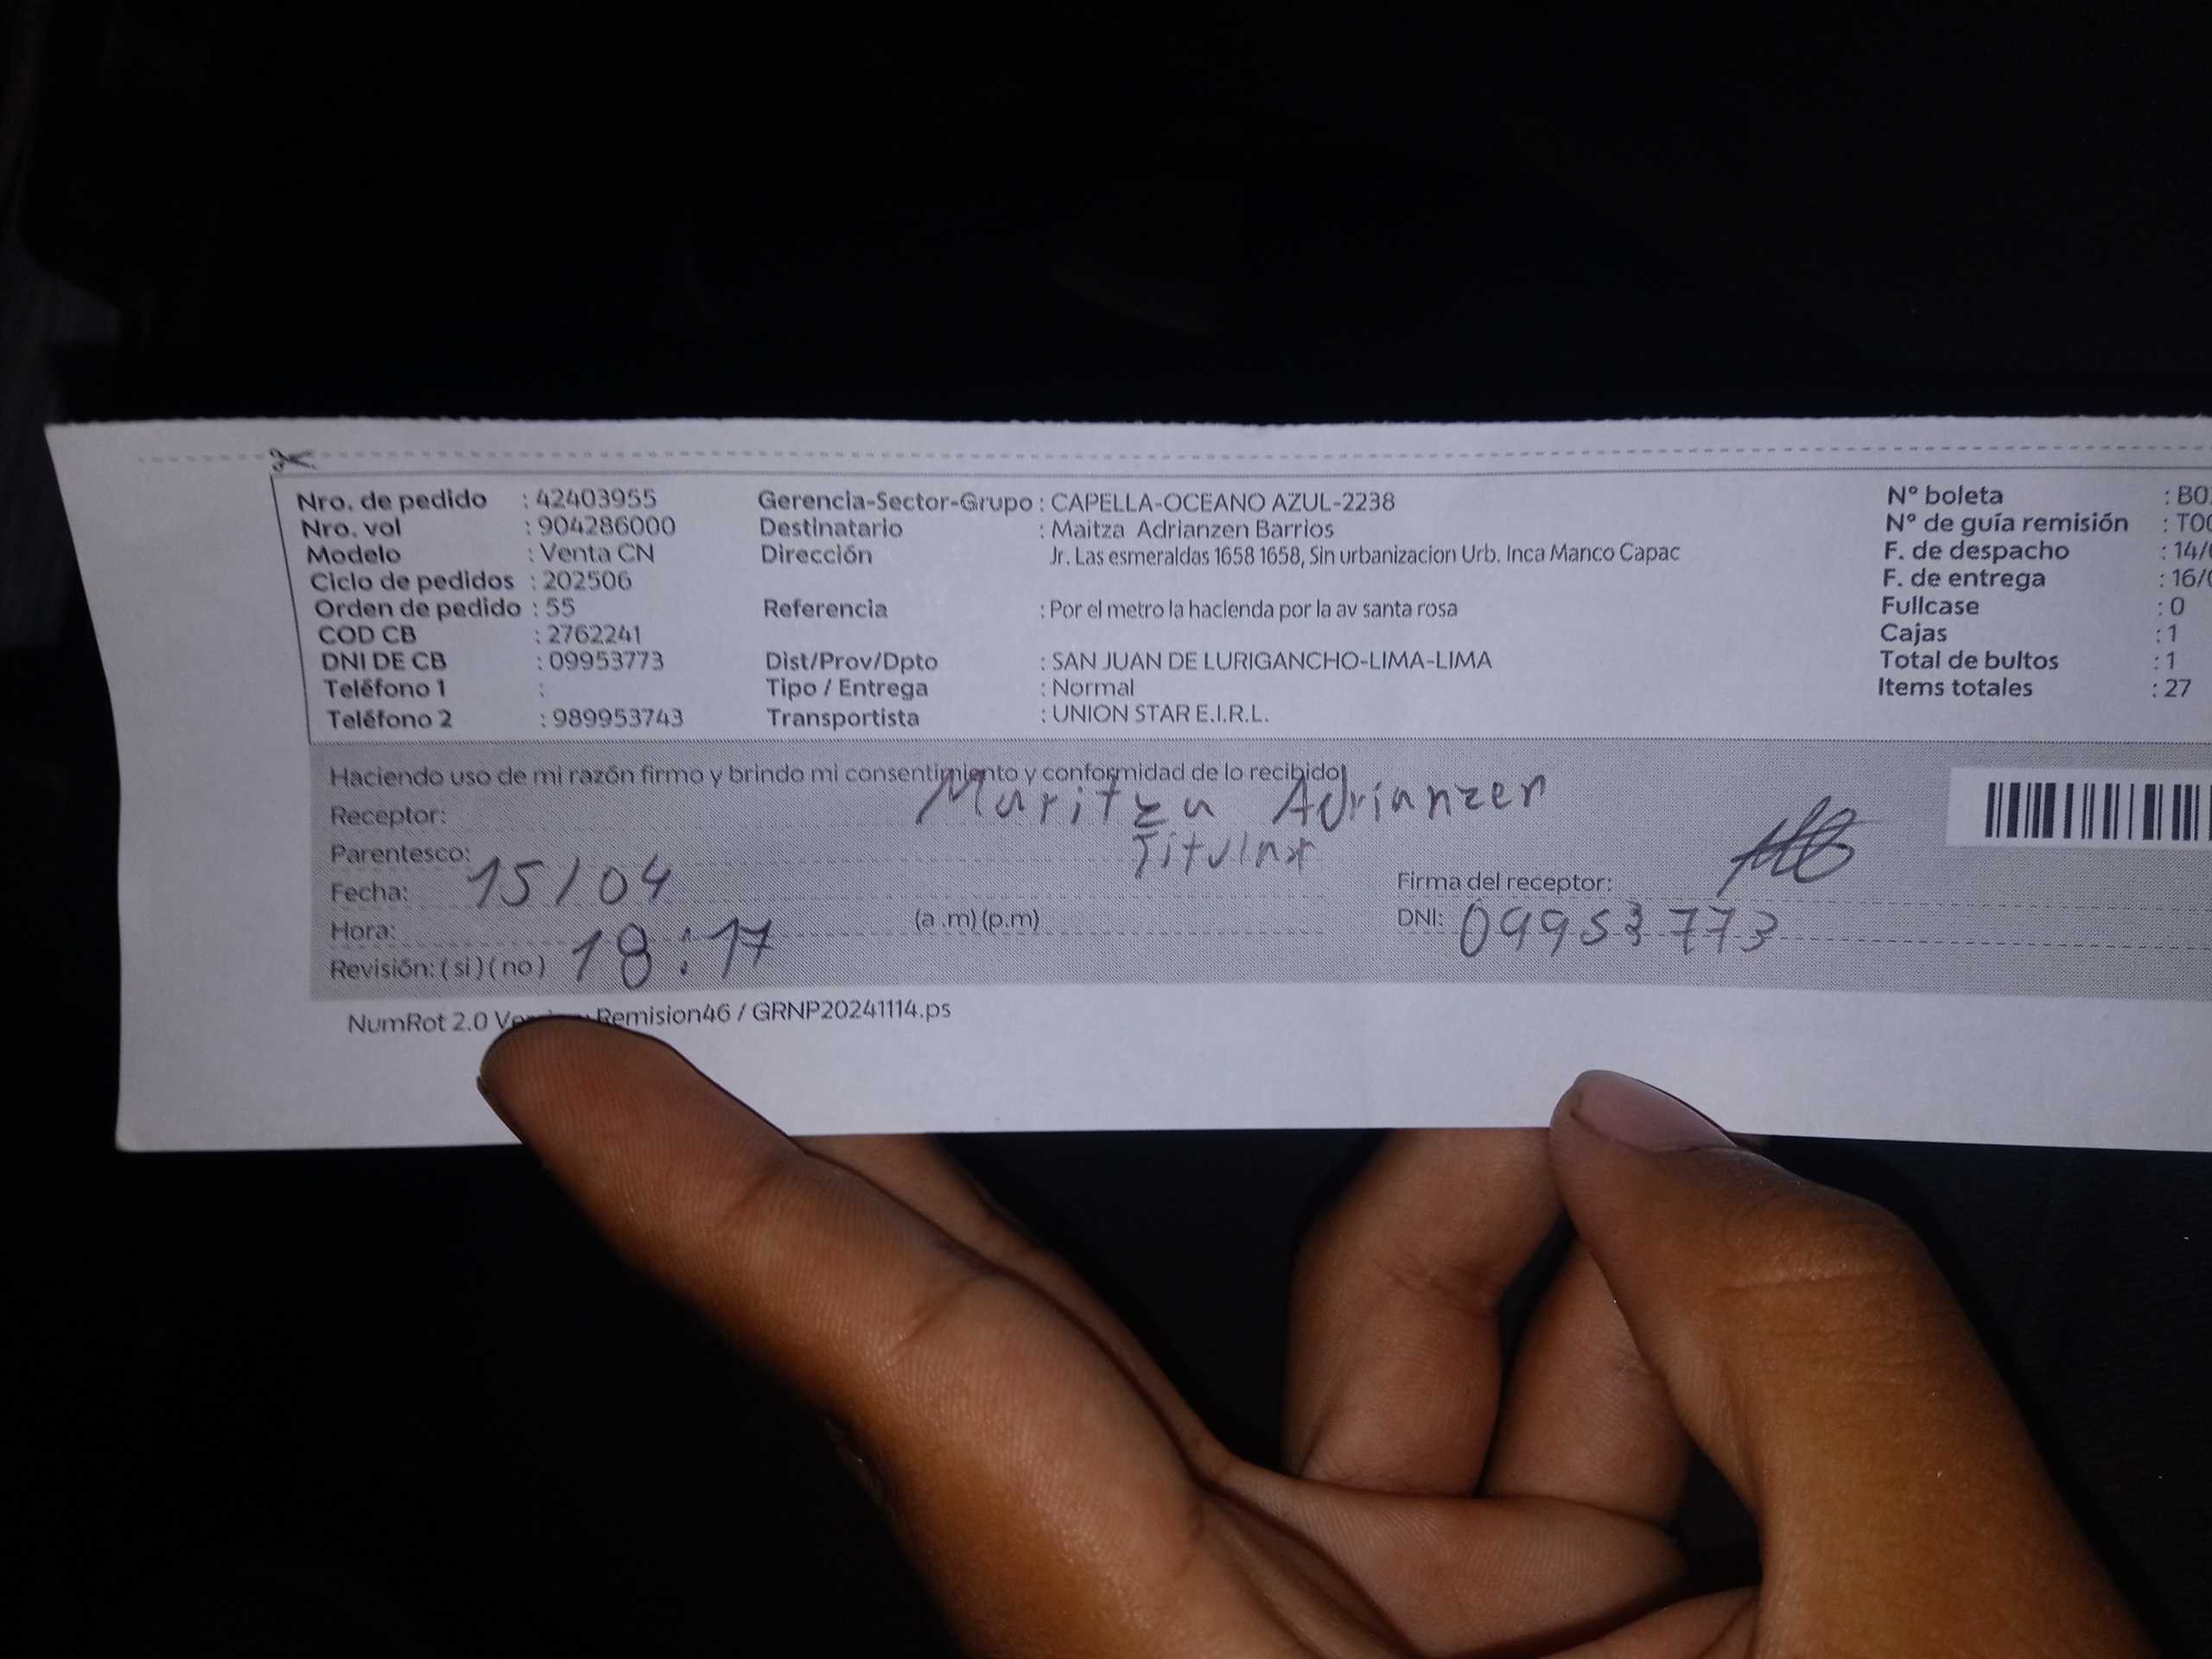 Nro. de pedido : 42403955 Gerencia-Sector-Grupo : CAPELLA-OCEANO AZUL-2238 N° boleta : B0
Nro. vol : 904286000 Destinatario : Maitza Adrianzen Barrios N° de guía remisión : T00
Modelo : Venta CN Dirección Jr. Las esmeraldas 1658 1658, Sin urbanizacion Urb. Inca Manco Capac F. de despacho : 14/
Ciclo de pedidos : 202506 F. de entrega : 16/
Orden de pedido : 55 Referencia : Por el metro la hacienda por la av santa rosa Fullcase : 0
COD CB : 2762241 Cajas : 1
DNI DE CB : 09953773 Dist/Prov/Dpto : SAN JUAN DE LURIGANCHO-LIMA-LIMA Total de bultos : 1
Teléfono 1 : Tipo / Entrega : Normal Items totales : 27
Teléfono 2 : 989953743 Transportista : UNION STAR E.I.R.L.
Haciendo uso de mi razón firmo y brindo mi consentimiento y conformidad de lo recibido
Receptor: Maritza Adrianzen
Parentesco: Titular
Fecha: 15/04 Firma del receptor:
Hora: 18:17 (a.m) (p.m) DNI: 09953773
Revisión: (si) (no)
NumRot 2.0 Remision46 / GRNP20241114.ps